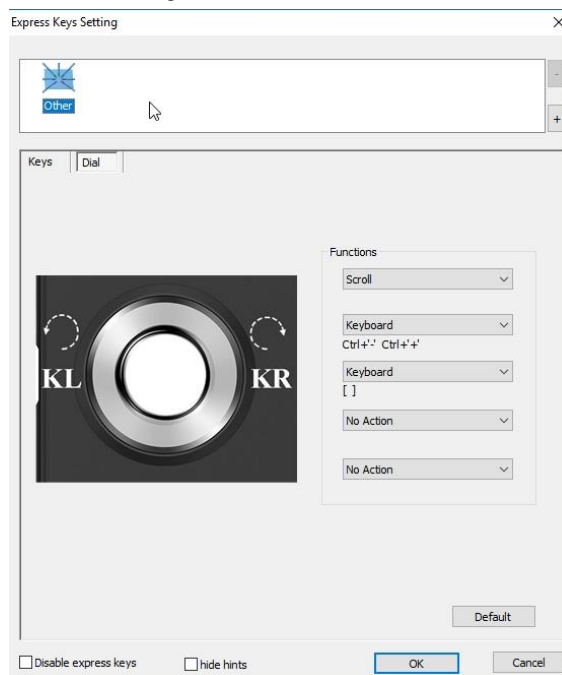 Express Keys Setting
-
Other
+
Keys Dial
Functions
Scroll
Keyboard
Ctrl+'-' Ctrl+'+'
KL KR
Keyboard
[ ]
No Action
No Action
Default
Disable express keys hide hints OK Cancel